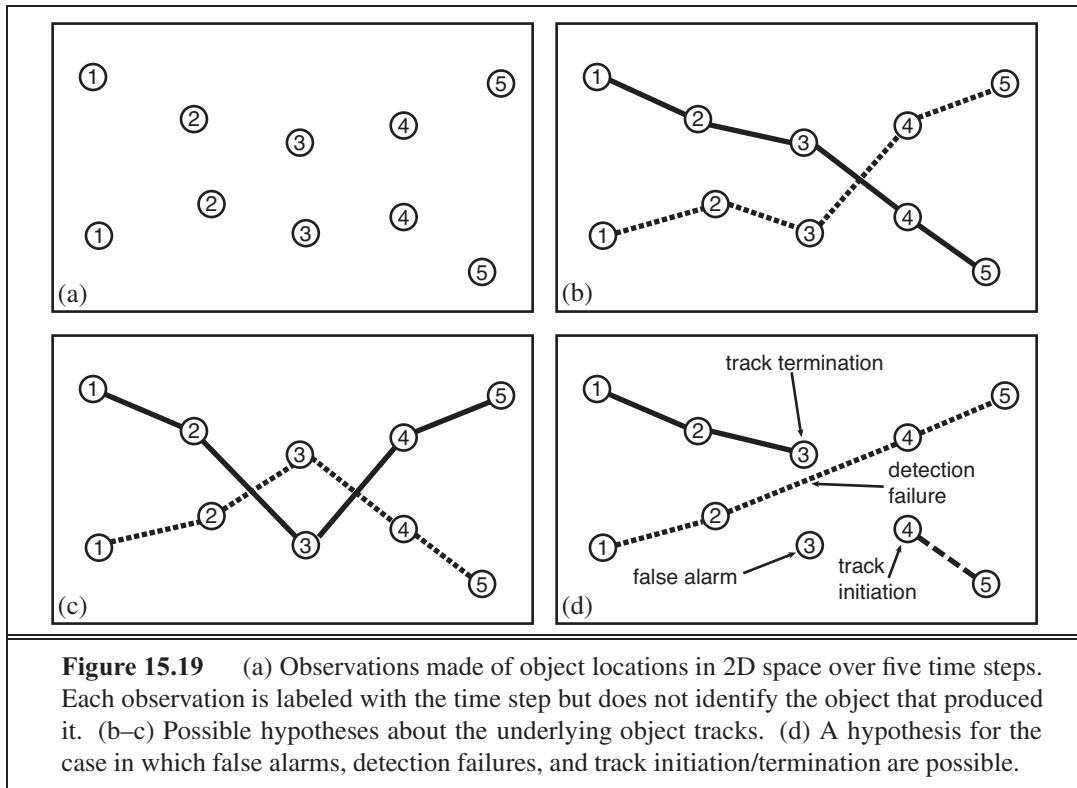 1
5
2
4
3
2
4
1
3
5
(a)
1
5
2
4
3
2
4
1
3
5
(b)
1
5
2
4
3
2
4
1
3
5
(c)
track termination
1
5
2
4
3
detection
failure
2
4
1
3
false alarm
track
initiation
5
(d)
Figure 15.19 (a) Observations made of object locations in 2D space over five time steps.
Each observation is labeled with the time step but does not identify the object that produced
it. (b–c) Possible hypotheses about the underlying object tracks. (d) A hypothesis for the
case in which false alarms, detection failures, and track initiation/termination are possible.